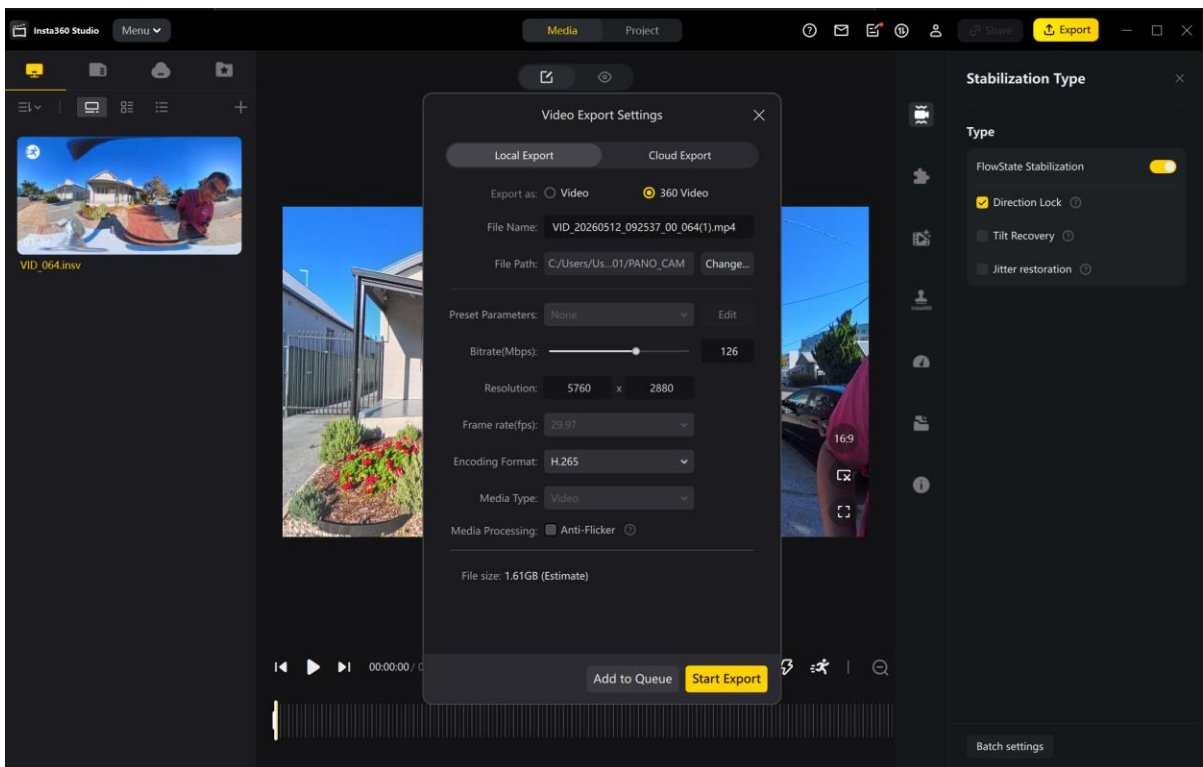 Insta360 Studio Menu
Media Project
Share Export
VID_064.insv
Video Export Settings
Local Export Cloud Export
Export as: Video 360 Video
File Name: VID_20260512_092537_00_064(1).mp4
File Path: C:/Users/Us...01/PANO_CAM Change...
Preset Parameters: None Edit
Bitrate(Mbps): 126
Resolution: 5760 x 2880
Frame rate(fps): 29.97
Encoding Format: H.265
Media Type: Video
Media Processing: Anti-Flicker
File size: 1.61GB (Estimate)
Add to Queue Start Export
16:9
00:00:00 /
Stabilization Type
Type
FlowState Stabilization
Direction Lock
Tilt Recovery
Jitter restoration
Batch settings